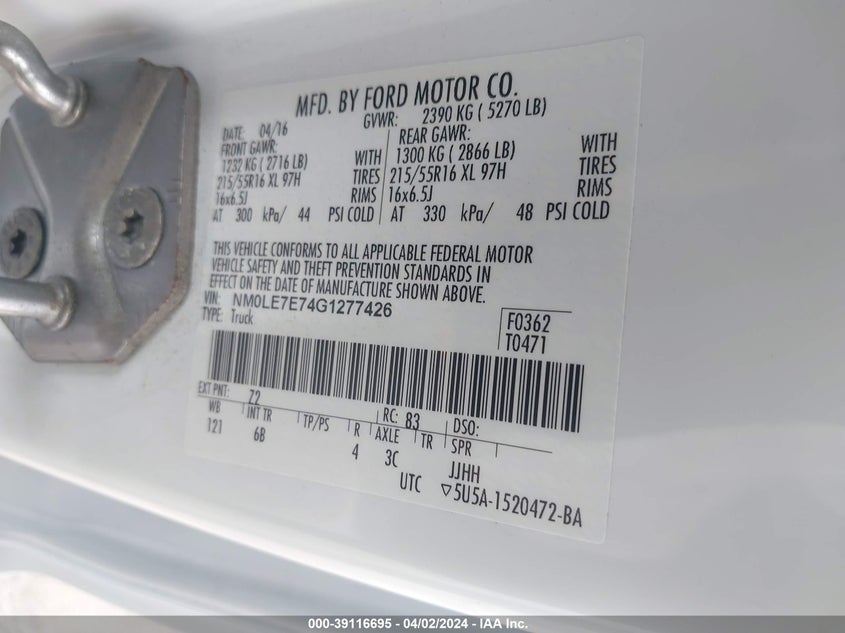 MFD. BY FORD MOTOR CO.
DATE: 04/16 GVWR: 2390 KG ( 5270 LB)
FRONT GAWR: REAR GAWR:
1232 KG ( 2716 LB) WITH 1300 KG ( 2866 LB) WITH
215/55R16 XL 97H TIRES 215/55R16 XL 97H TIRES
16x6.5J RIMS 16x6.5J RIMS
AT 300 kPa/ 44 PSI COLD AT 330 kPa/ 48 PSI COLD
THIS VEHICLE CONFORMS TO ALL APPLICABLE FEDERAL MOTOR
VEHICLE SAFETY AND THEFT PREVENTION STANDARDS IN
EFFECT ON THE DATE OF MANUFACTURE SHOWN ABOVE.
VIN: NM0LE7E74G1277426
TYPE: Truck
F0362
T0471
EXT PNT: Z2 RC: 83 DSO:
WB INT TR TP/PS R AXLE TR SPR
121 6B 4 3C JJHH
UTC ▽5U5A-1520472-BA
000-39116695 - 04/02/2024 - IAA Inc.